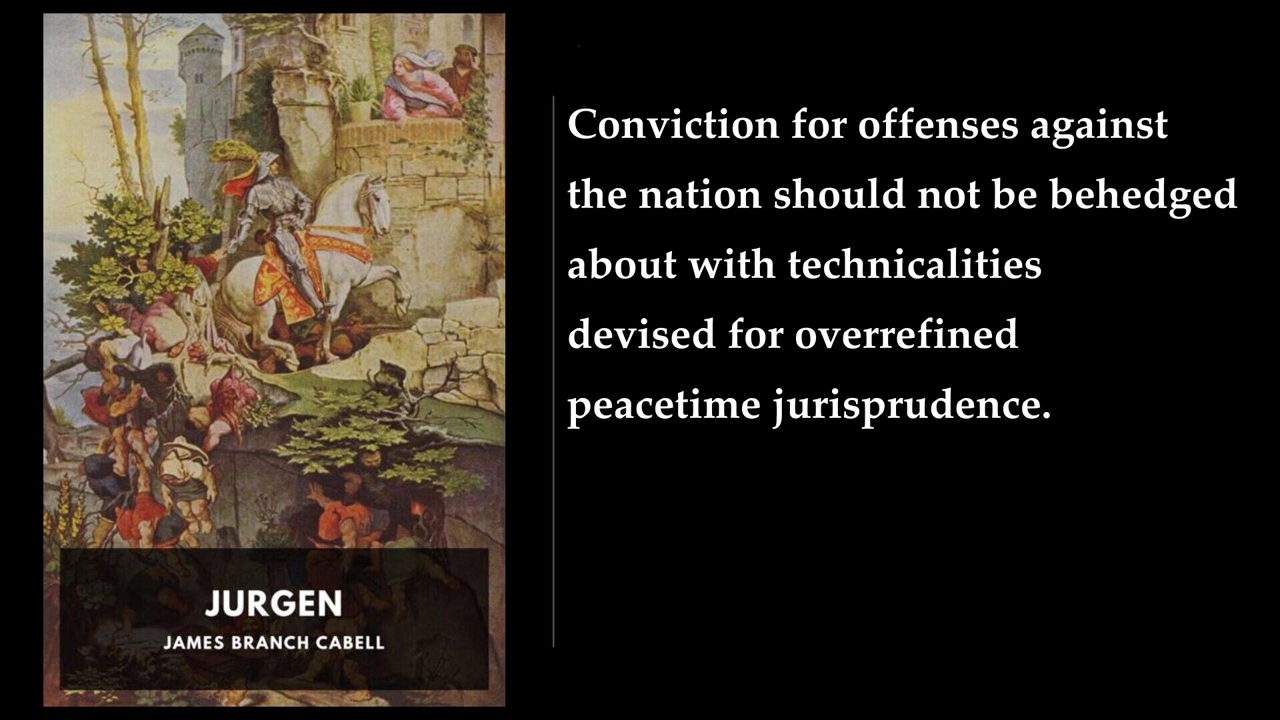 JURGEN
JAMES BRANCH CABELL
Conviction for offenses against
the nation should not be behedged
about with technicalities
devised for overrefined
peacetime jurisprudence.